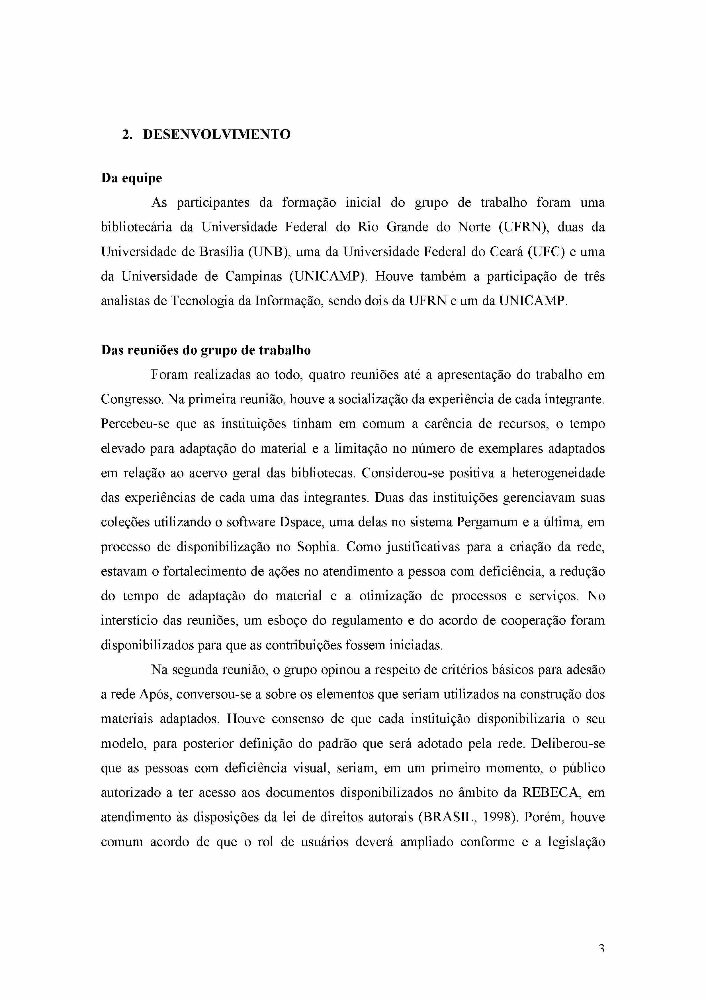 2. DESENVOLVIMENTO
Da equipe
As participantes da formação inicial do grupo de trabalho foram uma
bibliotecária da Universidade Federal do Rio Grande do Norte (UFRN), duas da
Universidade de Brasília (UNB), uma da Universidade Federal do Ceará (UFC) e uma
da Universidade de Campinas (UNICAMP). Houve também a participação de três
analistas de Tecnologia da Informação, sendo dois da UFRN e um da UNICAMP.
Das reuniões do grupo de trabalho
Foram realizadas ao todo, quatro reuniões até a apresentação do trabalho em
Congresso. Na primeira reunião, houve a socialização da experiência de cada integrante.
Percebeu-se que as instituições tinham em comum a carência de recursos, o tempo
elevado para adaptação do material e a limitação no número de exemplares adaptados
em relação ao acervo geral das bibliotecas. Considerou-se positiva a heterogeneidade
das experiências de cada uma das integrantes. Duas das instituições gerenciavam suas
coleções utilizando o software Dspace, uma delas no sistema Pergamum e a última, em
processo de disponibilização no Sophia. Como justificativas para a criação da rede,
estavam o fortalecimento de ações no atendimento a pessoa com deficiência, a redução
do tempo de adaptação do material e a otimização de processos e serviços. No
interstício das reuniões, um esboço do regulamento e do acordo de cooperação foram
disponibilizados para que as contribuições fossem iniciadas.
Na segunda reunião, o grupo opinou a respeito de critérios básicos para adesão
a rede Após, conversou-se a sobre os elementos que seriam utilizados na construção dos
materiais adaptados. Houve consenso de que cada instituição disponibilizaria o seu
modelo, para posterior definição do padrão que será adotado pela rede. Deliberou-se
que as pessoas com deficiência visual, seriam, em um primeiro momento, o público
autorizado a ter acesso aos documentos disponibilizados no âmbito da REBECA, em
atendimento às disposições da lei de direitos autorais (BRASIL, 1998). Porém, houve
comum acordo de que o rol de usuários deverá ampliado conforme e a legislação
3